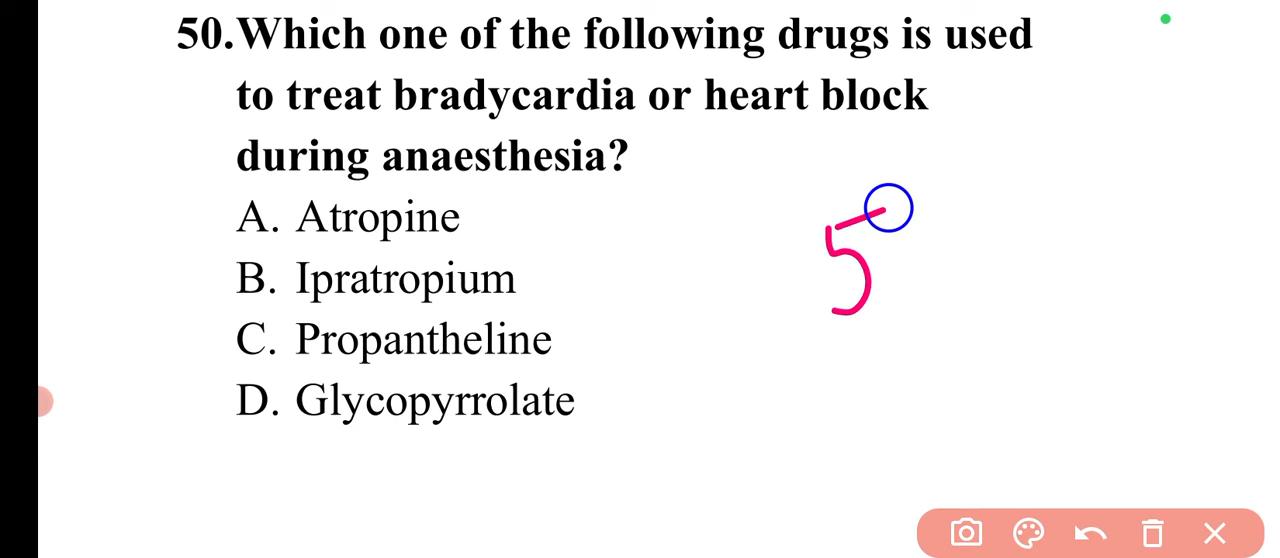 50.Which one of the following drugs is used
to treat bradycardia or heart block
during anaesthesia?
A. Atropine
B. Ipratropium
C. Propantheline
D. Glycopyrrolate
5